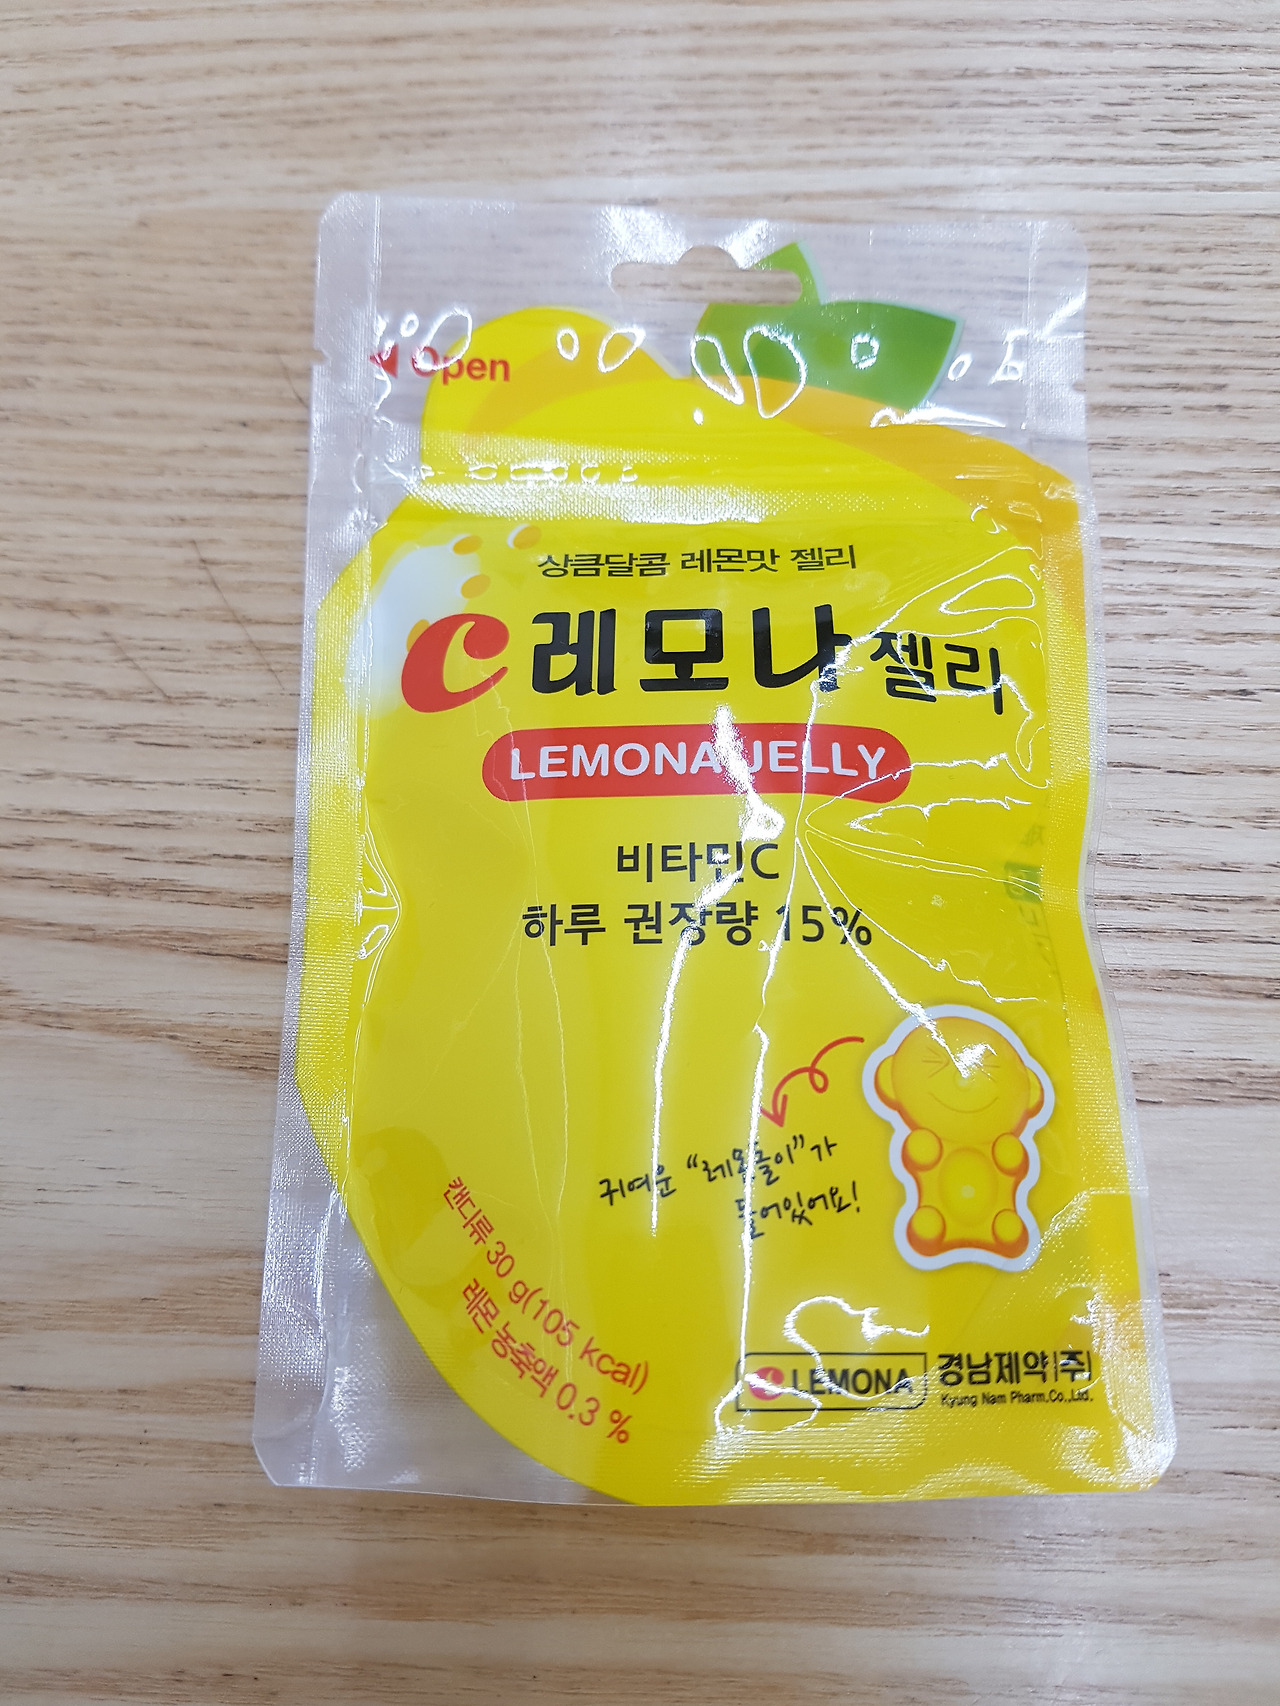 Open
상큼달콤 레몬맛 젤리
C 레모나 젤리
LEMONA JELLY
비타민C
하루 권장량 15%
귀여운 "레몬돌이"가
들어있어요!
캔디류 30 g(105 kcal)
레몬 농축액 0.3 %
C LEMONA 경남제약(주)
Kyung Nam Pharm.Co.,Ltd.